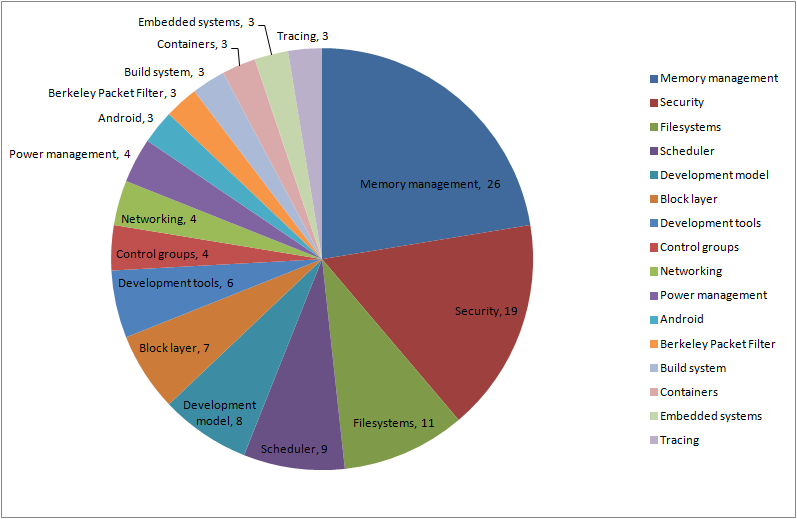 Embedded systems, 3
Tracing, 3
Containers, 3
Build system, 3
Berkeley Packet Filter, 3
Android, 3
Power management, 4
Memory management, 26
Networking, 4
Control groups, 4
Development tools, 6
Security, 19
Block layer, 7
Development
model, 8
Filesystems, 11
Scheduler, 9
Memory management
Security
Filesystems
Scheduler
Development model
Block layer
Development tools
Control groups
Networking
Power management
Android
Berkeley Packet Filter
Build system
Containers
Embedded systems
Tracing